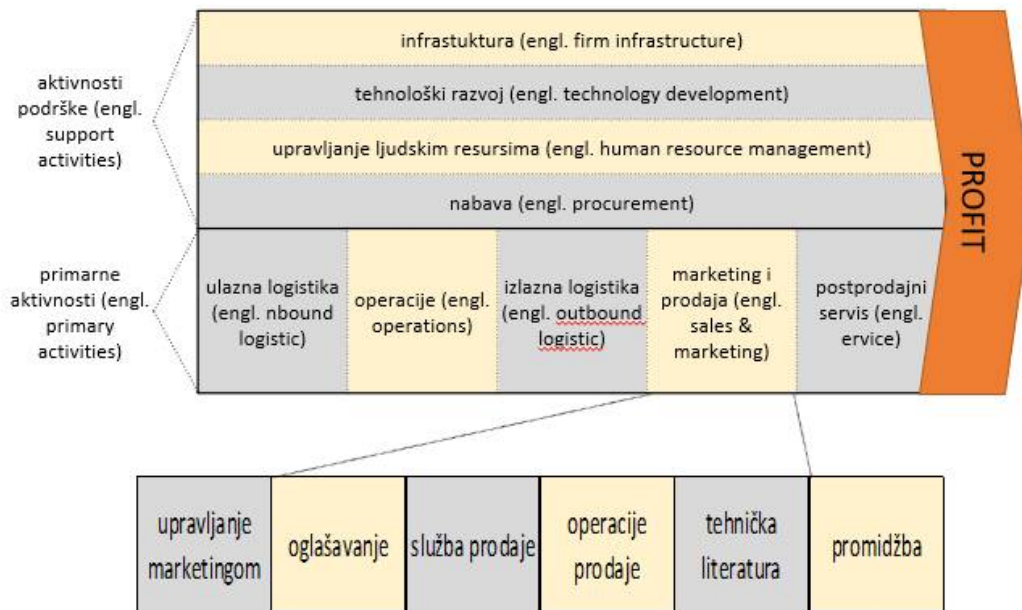 infrastuktura (engl. firm infrastructure)
tehnološki razvoj (engl. technology development)
upravljanje ljudskim resursima (engl. human resource management)
nabava (engl. procurement)
aktivnosti
podrške (engl.
support
activities)
primarne
aktivnosti (engl.
primary
activities)
ulazna logistika
(engl. nbound
logistic)
operacije (engl.
operations)
izlazna logistika
(engl. outbound
logistic)
marketing i
prodaja (engl.
sales &
marketing)
postprodajni
servis (engl.
ervice)
PROFIT
upravljanje
marketingom
oglašavanje
služba prodaje
operacije
prodaje
tehnička
literatura
promidžba